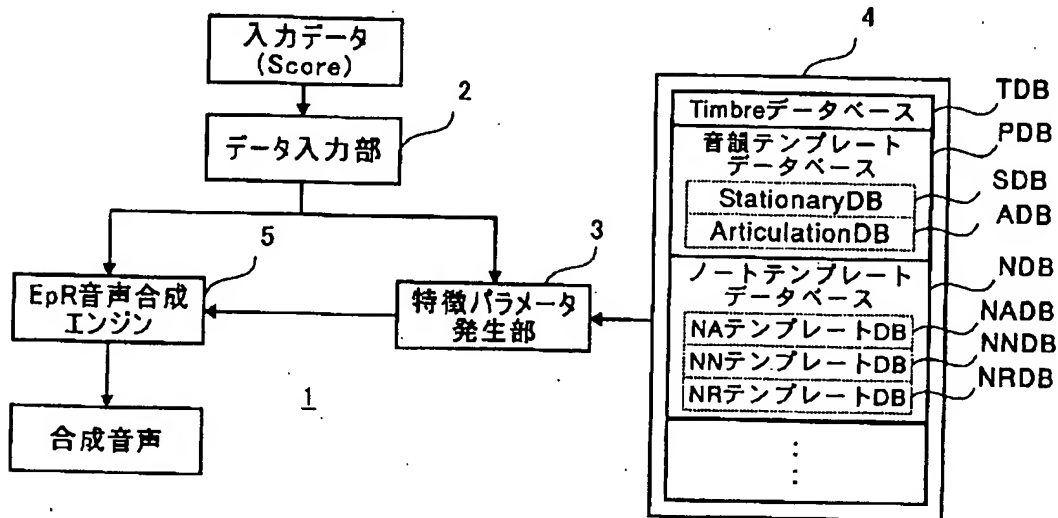 入力データ
(Score)
2
データ入力部
5
EpR音声合成
エンジン
3
特徴パラメータ
発生部
1
合成音声
4
Timbreデータベース
TDB
音韻テンプレート
データベース
PDB
StationaryDB
SDB
ArticulationDB
ADB
ノートテンプレート
データベース
NDB
NAテンプレートDB
NADB
NNテンプレートDB
NNDB
NRテンプレートDB
NRDB